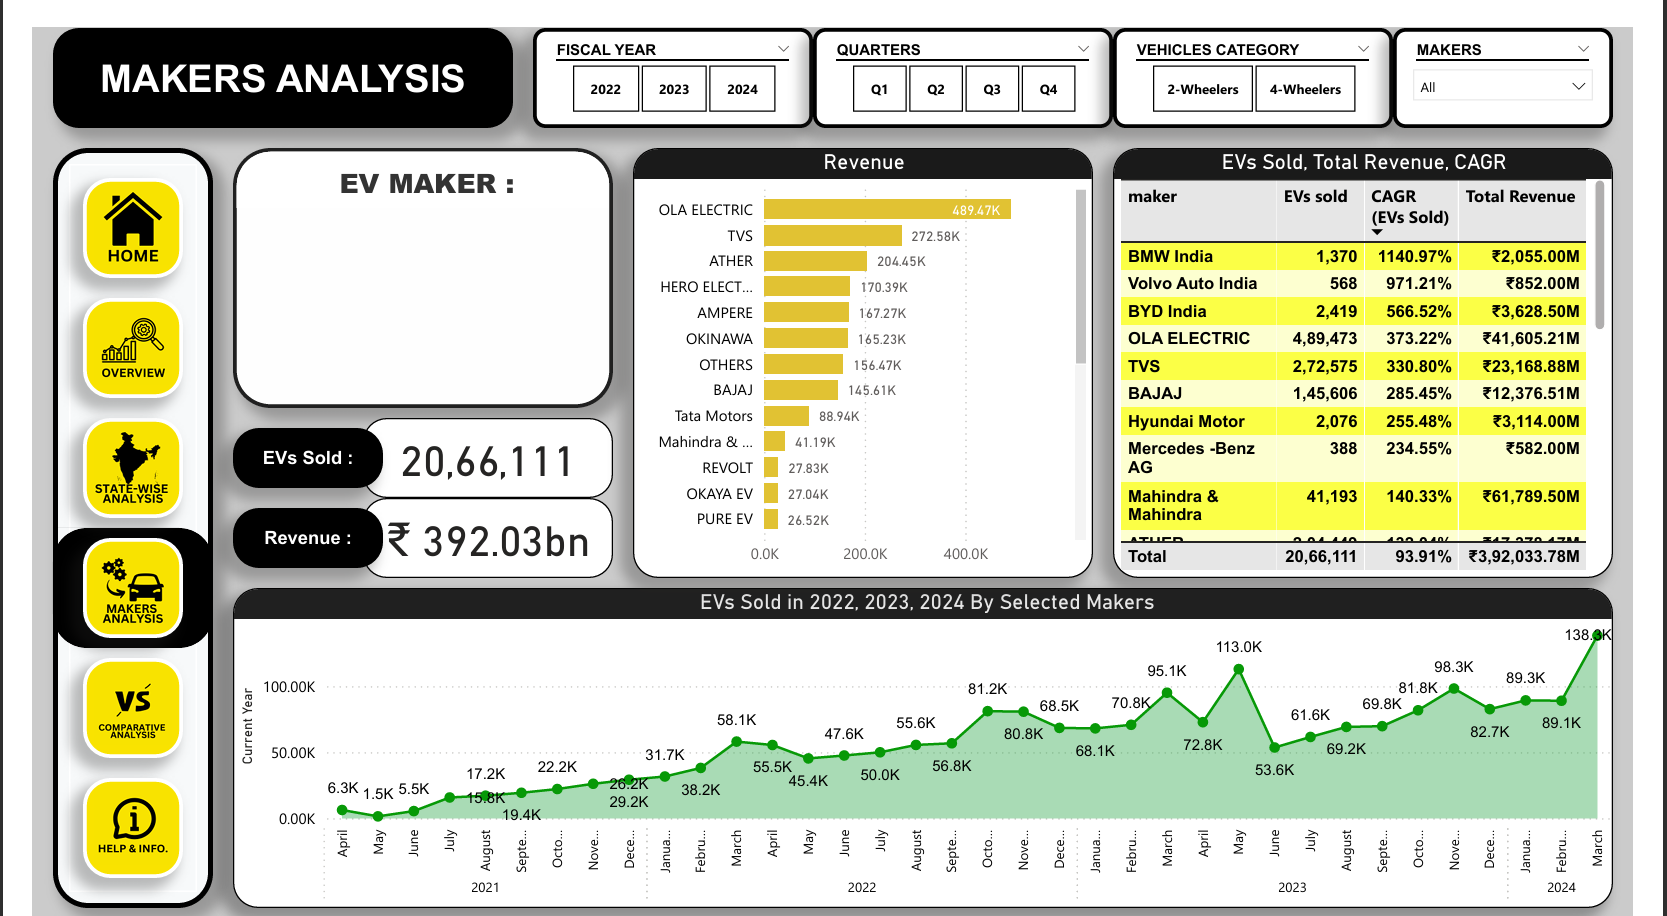 MAKERS ANALYSIS
FISCAL YEAR
2022 2023 2024
QUARTERS
Q1 Q2 Q3 Q4
VEHICLES CATEGORY
2-Wheelers 4-Wheelers
MAKERS
All
HOME
OVERVIEW
STATE-WISE
ANALYSIS
MAKERS
ANALYSIS
VS
COMPARATIVE
ANALYSIS
HELP & INFO.
EV MAKER :
EVs Sold : 20,66,111
Revenue : ₹ 392.03bn
Revenue
OLA ELECTRIC 489.47K
TVS 272.58K
ATHER 204.45K
HERO ELECT... 170.39K
AMPERE 167.27K
OKINAWA 165.23K
OTHERS 156.47K
BAJAJ 145.61K
Tata Motors 88.94K
Mahindra & ... 41.19K
REVOLT 27.83K
OKAYA EV 27.04K
PURE EV 26.52K
0.0K 200.0K 400.0K
EVs Sold, Total Revenue, CAGR
maker EVs sold CAGR Total Revenue
(EVs Sold)
BMW India 1,370 1140.97% ₹2,055.00M
Volvo Auto India 568 971.21% ₹852.00M
BYD India 2,419 566.52% ₹3,628.50M
OLA ELECTRIC 4,89,473 373.22% ₹41,605.21M
TVS 2,72,575 330.80% ₹23,168.88M
BAJAJ 1,45,606 285.45% ₹12,376.51M
Hyundai Motor 2,076 255.48% ₹3,114.00M
Mercedes -Benz 388 234.55% ₹582.00M
AG
Mahindra & 41,193 140.33% ₹61,789.50M
Mahindra
Total 20,66,111 93.91% ₹3,92,033.78M
EVs Sold in 2022, 2023, 2024 By Selected Makers
Current Year
100.00K
50.00K
0.00K
6.3K 1.5K 5.5K 17.2K 15.8K 19.4K 22.2K 26.2K 29.2K 31.7K 38.2K 58.1K 55.5K 45.4K 47.6K 50.0K 55.6K 56.8K 81.2K 80.8K 68.5K 68.1K 70.8K 95.1K 72.8K 113.0K 53.6K 61.6K 69.2K 69.8K 81.8K 98.3K 82.7K 89.3K 89.1K 138.3K
April May June July August Septe... Octo... Nove... Dece... Janua... Febru... March April May June July August Septe... Octo... Nove... Dece... Janua... Febru... March April May June July August Septe... Octo... Nove... Dece... Janua... Febru... March
2021 2022 2023 2024